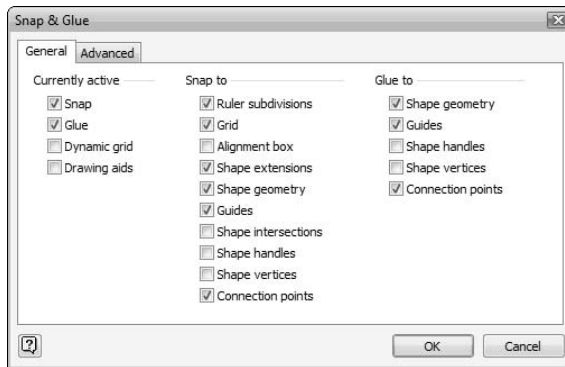 Snap & Glue
General
Advanced
Currently active
Snap
Glue
Dynamic grid
Drawing aids
Snap to
Ruler subdivisions
Grid
Alignment box
Shape extensions
Shape geometry
Guides
Shape intersections
Shape handles
Shape vertices
Connection points
Glue to
Shape geometry
Guides
Shape handles
Shape vertices
Connection points
?
OK
Cancel